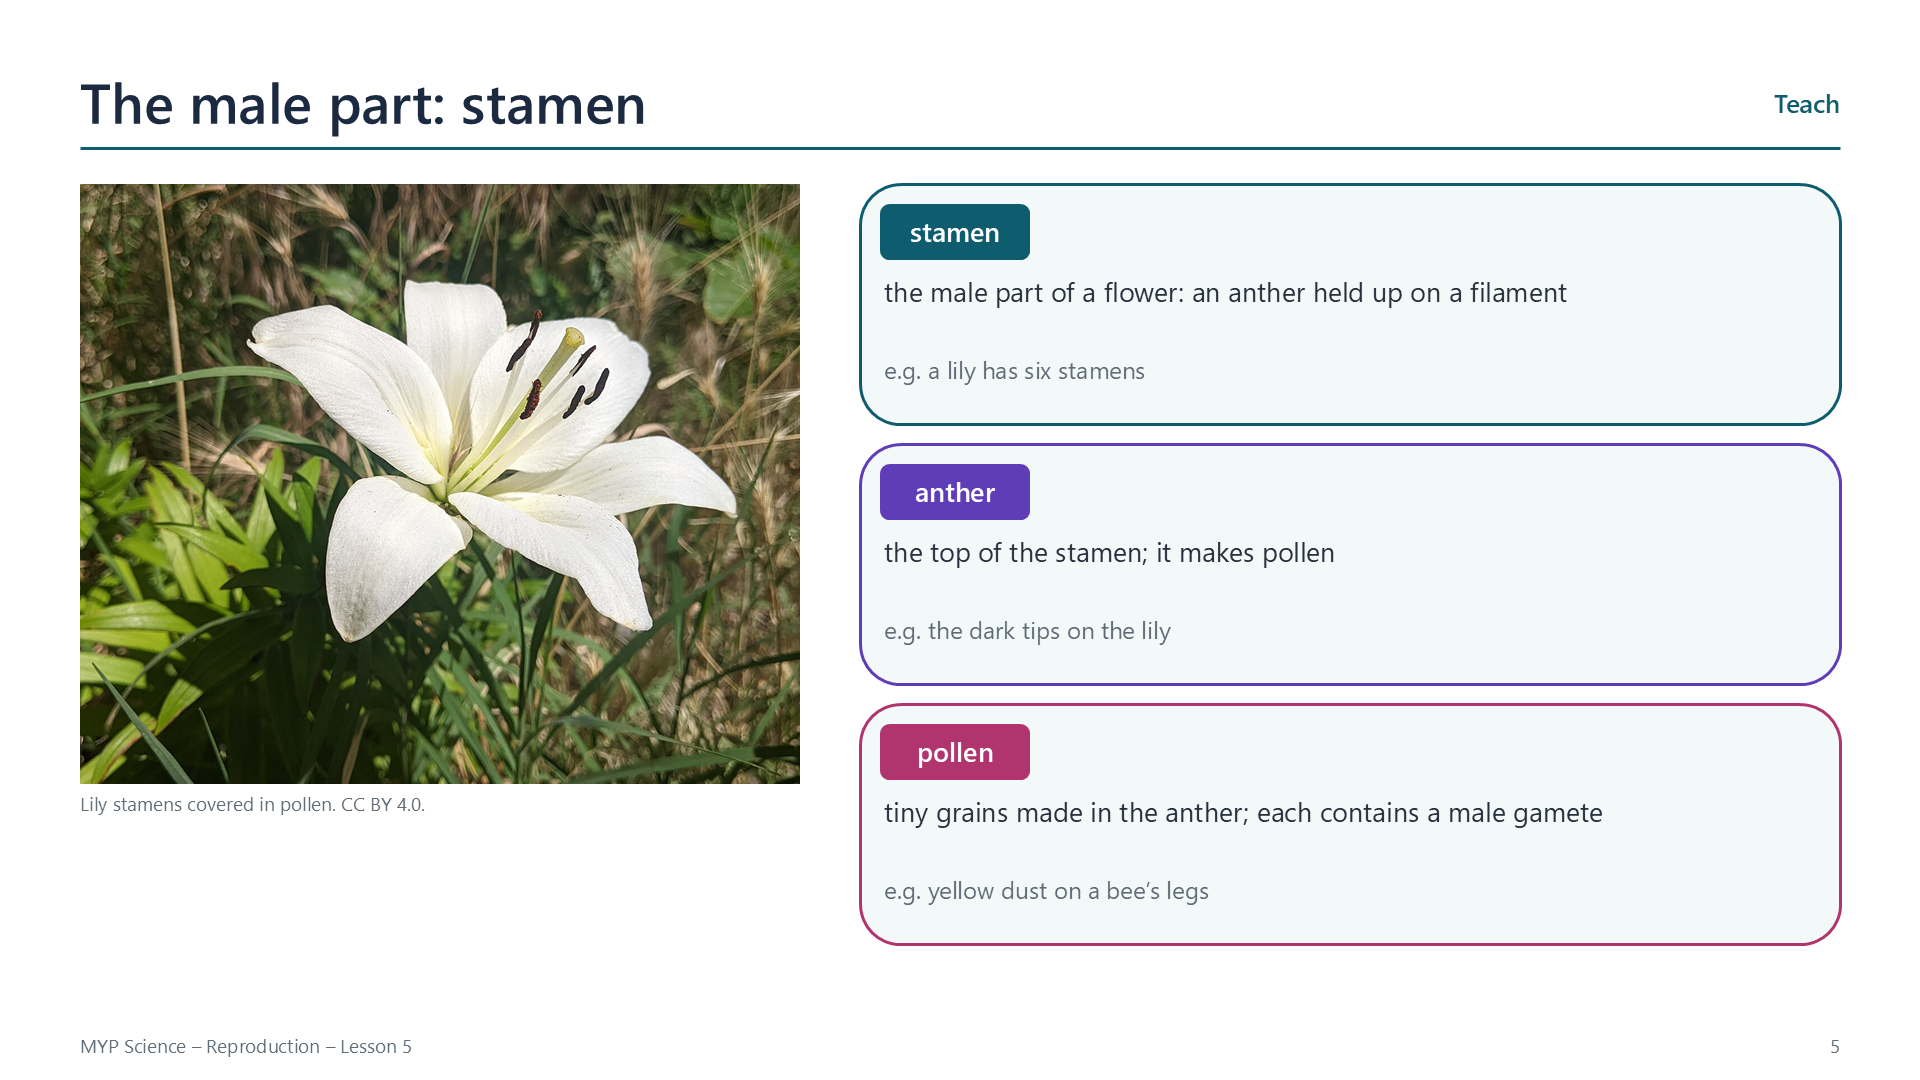 The male part: stamen
Teach
stamen
the male part of a flower: an anther held up on a filament
e.g. a lily has six stamens
anther
the top of the stamen; it makes pollen
e.g. the dark tips on the lily
pollen
tiny grains made in the anther; each contains a male gamete
e.g. yellow dust on a bee’s legs
Lily stamens covered in pollen. CC BY 4.0.
MYP Science – Reproduction – Lesson 5
5